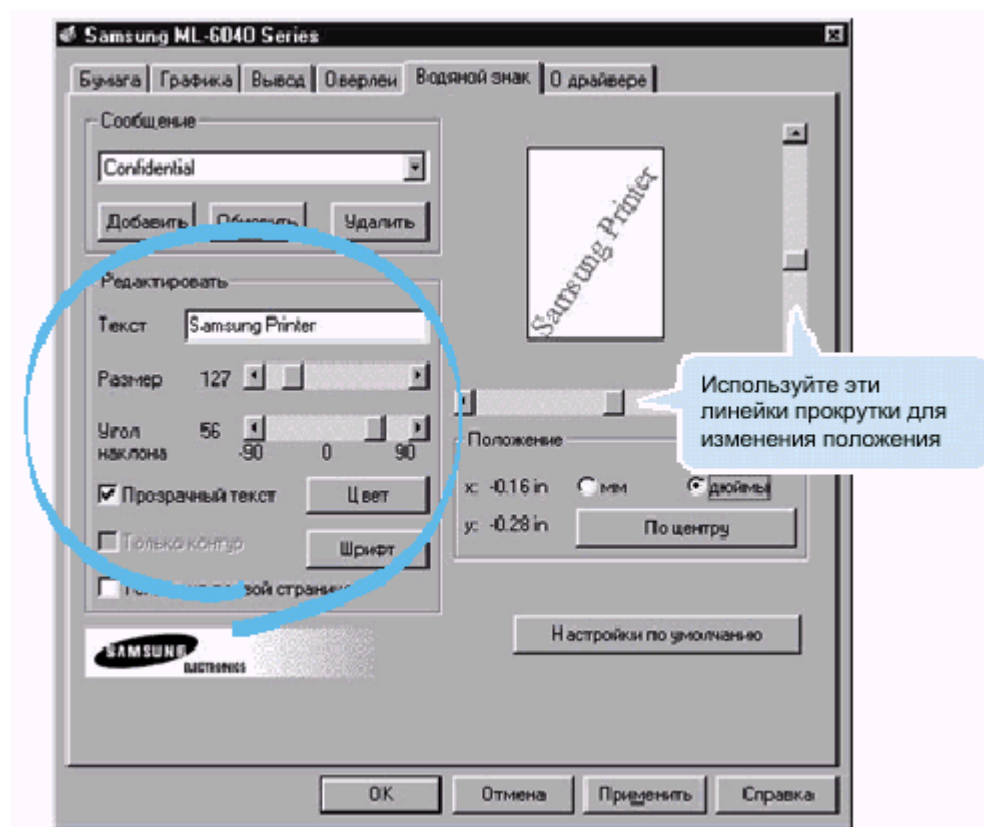 Samsung ML-6040 Series
Бумага Графика Вывод Оверлеи Водяной знак О драйвере
Сообщение
Confidential
Добавить Обновить Удалить
Samsung Printer
Редактировать
Текст Samsung Printer
Размер 127
Угол наклона 56
-90 0 90
Прозрачный текст Цвет
Только контур Шрифт
Используйте эти
линейки прокрутки для
изменения положения
Положение
x: -0.16 in мм дюймы
y: -0.28 in По центру
Настройки по умолчанию
SAMSUNG
ELECTRONICS
OK Отмена Применить Справка